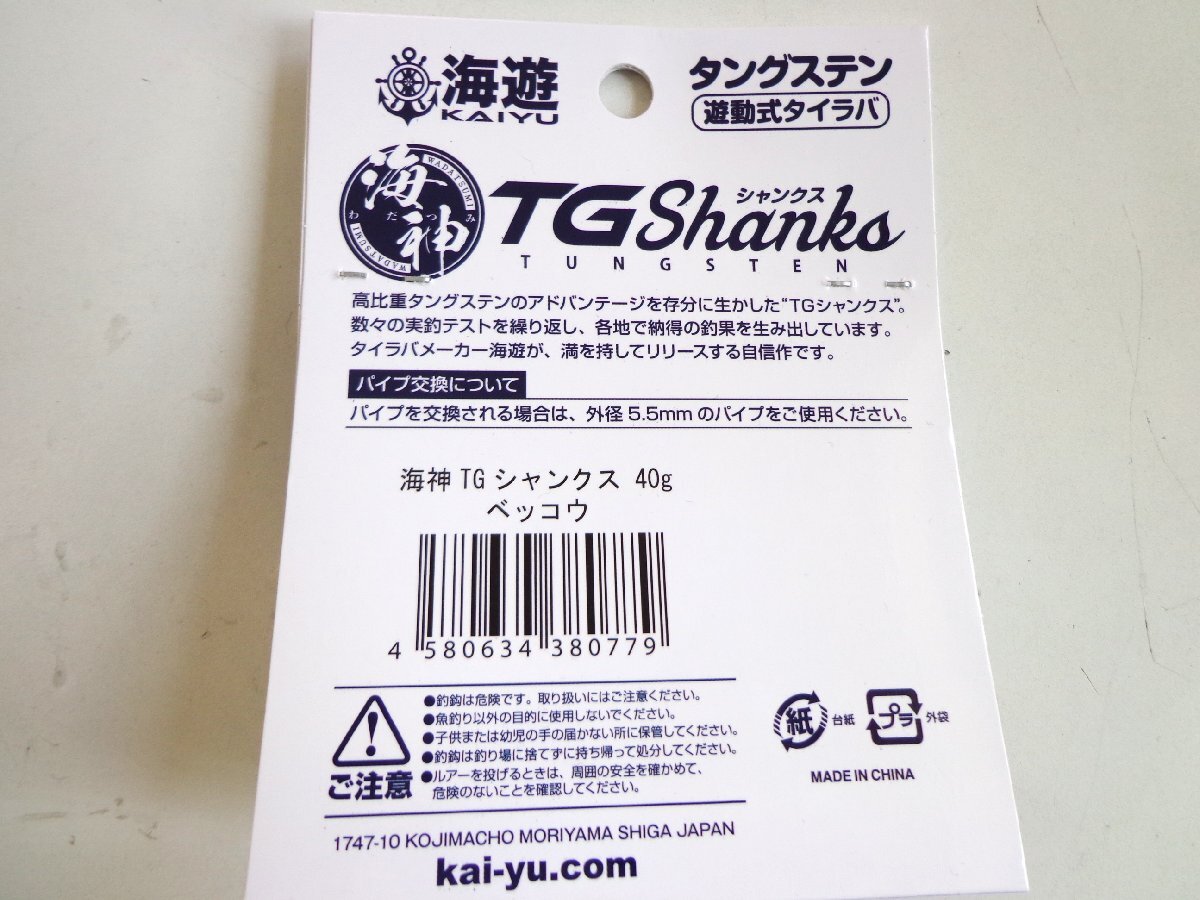 海遊
KAIYU
タングステン
遊動式タイラバ
WADATSUMI
海神
わだつみ
WADATSUMI
TG Shanks
シャンクス
TUNGSTEN
高比重タングステンのアドバンテージを存分に生かした“TGシャンクス”。
数々の実釣テストを繰り返し、各地で納得の釣果を生み出しています。
タイラバメーカー海遊が、満を持してリリースする自信作です。
パイプ交換について
パイプを交換される場合は、外径5.5mmのパイプをご使用ください。
海神 TG シャンクス 40g
ベッコウ
4 580634 380779
ご注意
●釣鈎は危険です。取り扱いにはご注意ください。
●魚釣り以外の目的に使用しないでください。
●子供または幼児の手の届かない所に保管してください。
●釣鈎は釣り場に捨てずに持ち帰って処分してください。
●ルアーを投げるときは、周囲の安全を確かめて、
危険のないことを確認してください。
紙 台紙
プラ 外袋
MADE IN CHINA
1747-10 KOJIMACHO MORIYAMA SHIGA JAPAN
kai-yu.com